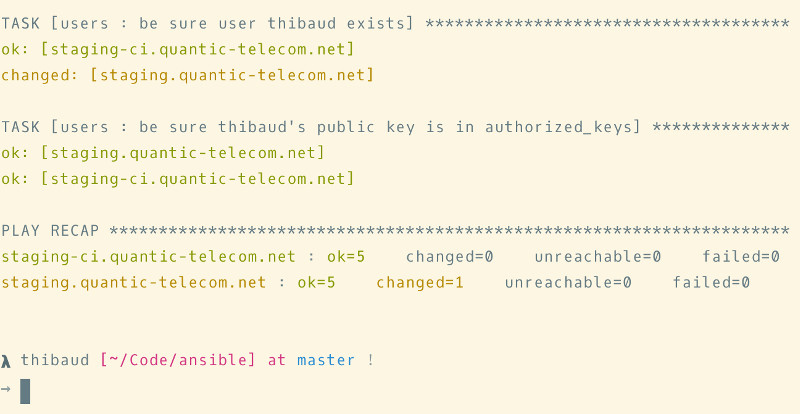 TASK [users : be sure user thibaud exists] *************************************
ok: [staging-ci.quantic-telecom.net]
changed: [staging.quantic-telecom.net]
TASK [users : be sure thibaud's public key is in authorized_keys] **************
ok: [staging.quantic-telecom.net]
ok: [staging-ci.quantic-telecom.net]
PLAY RECAP *********************************************************************
staging-ci.quantic-telecom.net : ok=5    changed=0    unreachable=0    failed=0
staging.quantic-telecom.net : ok=5    changed=1    unreachable=0    failed=0
λ thibaud [~/Code/ansible] at master !
→